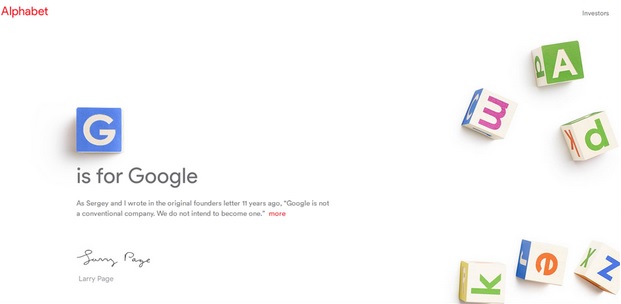 Alphabet
Investors
G
is for Google
As Sergey and I wrote in the original founders letter 11 years ago, “Google is not
a conventional company. We do not intend to become one.” more
Larry Page
Larry Page
A
m
X
p
k
e
X
z